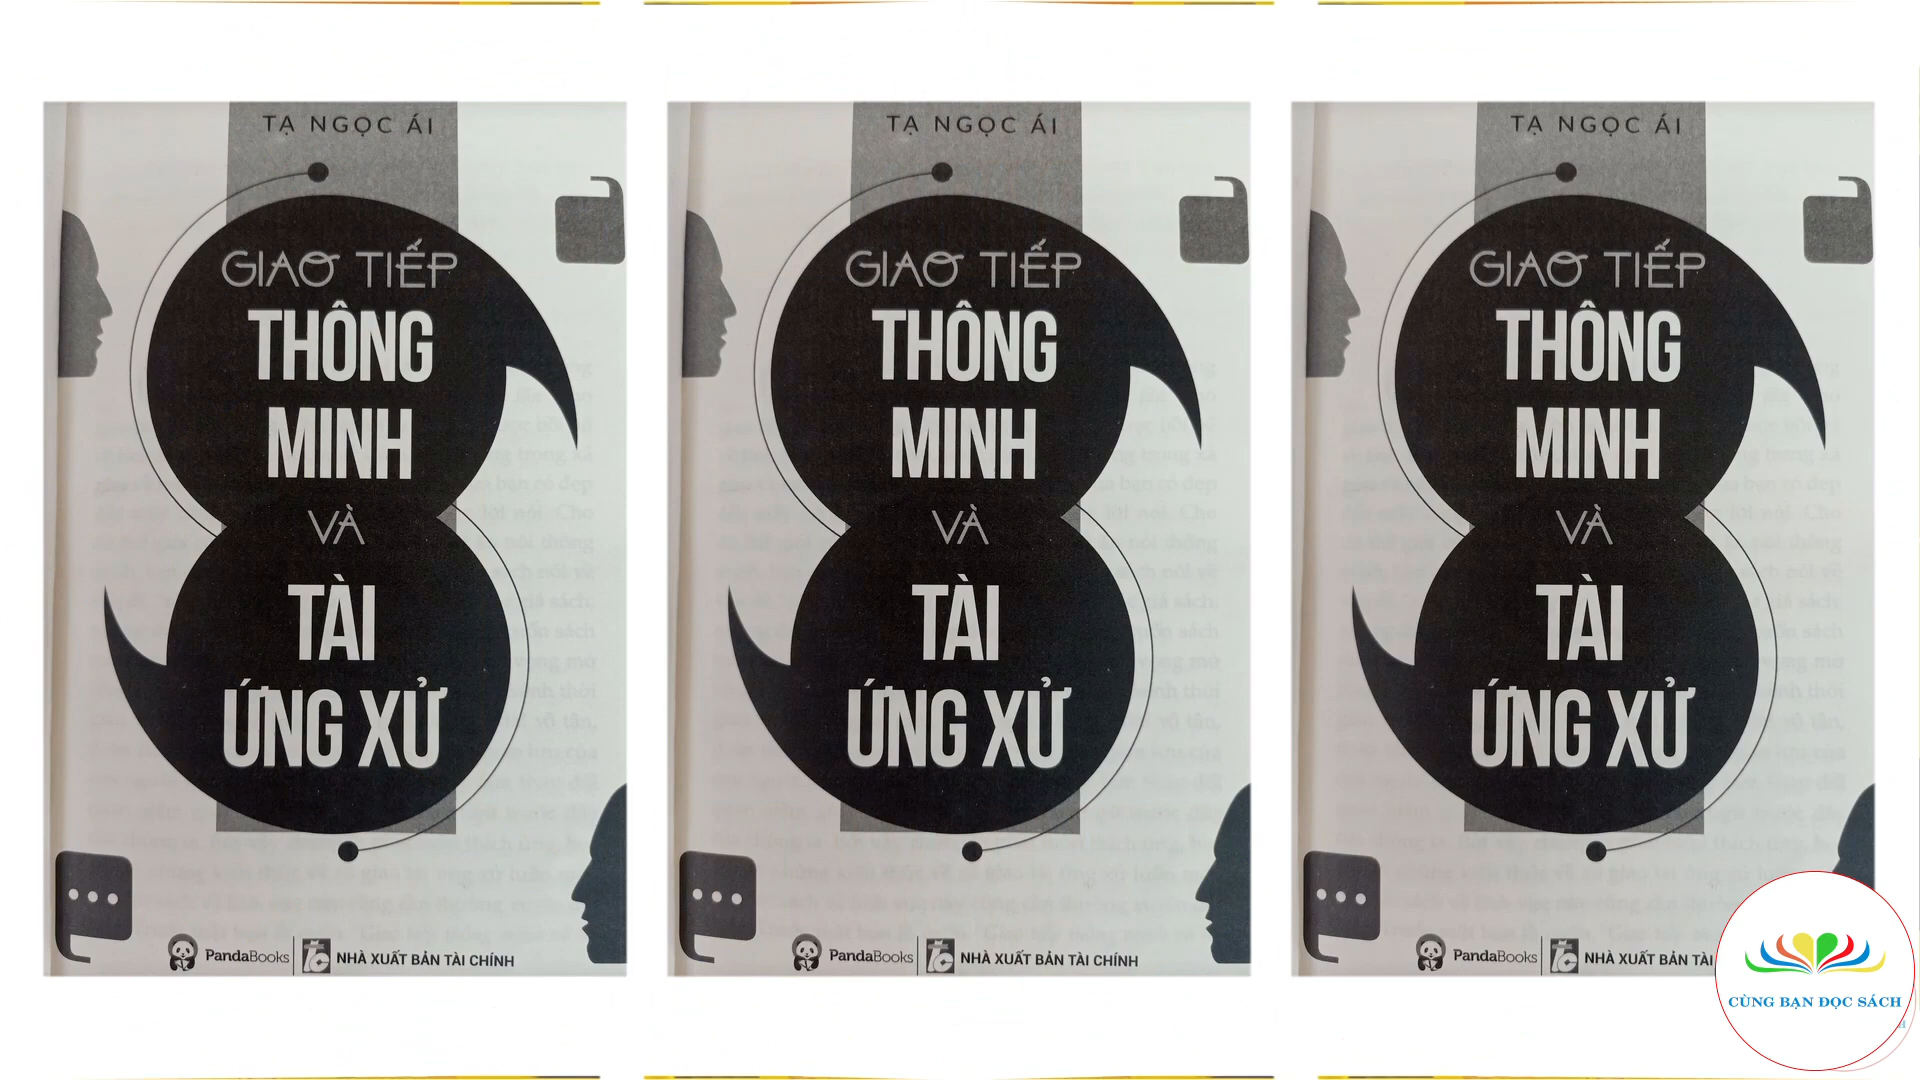 TẠ NGỌC ÁI
GIAO TIẾP
THÔNG
MINH
VÀ
TÀI
ỨNG XỬ
PandaBooks
NHÀ XUẤT BẢN TÀI CHÍNH
TẠ NGỌC ÁI
GIAO TIẾP
THÔNG
MINH
VÀ
TÀI
ỨNG XỬ
PandaBooks
NHÀ XUẤT BẢN TÀI CHÍNH
TẠ NGỌC ÁI
GIAO TIẾP
THÔNG
MINH
VÀ
TÀI
ỨNG XỬ
PandaBooks
NHÀ XUẤT BẢN TÀI
CÙNG BẠN ĐỌC SÁCH